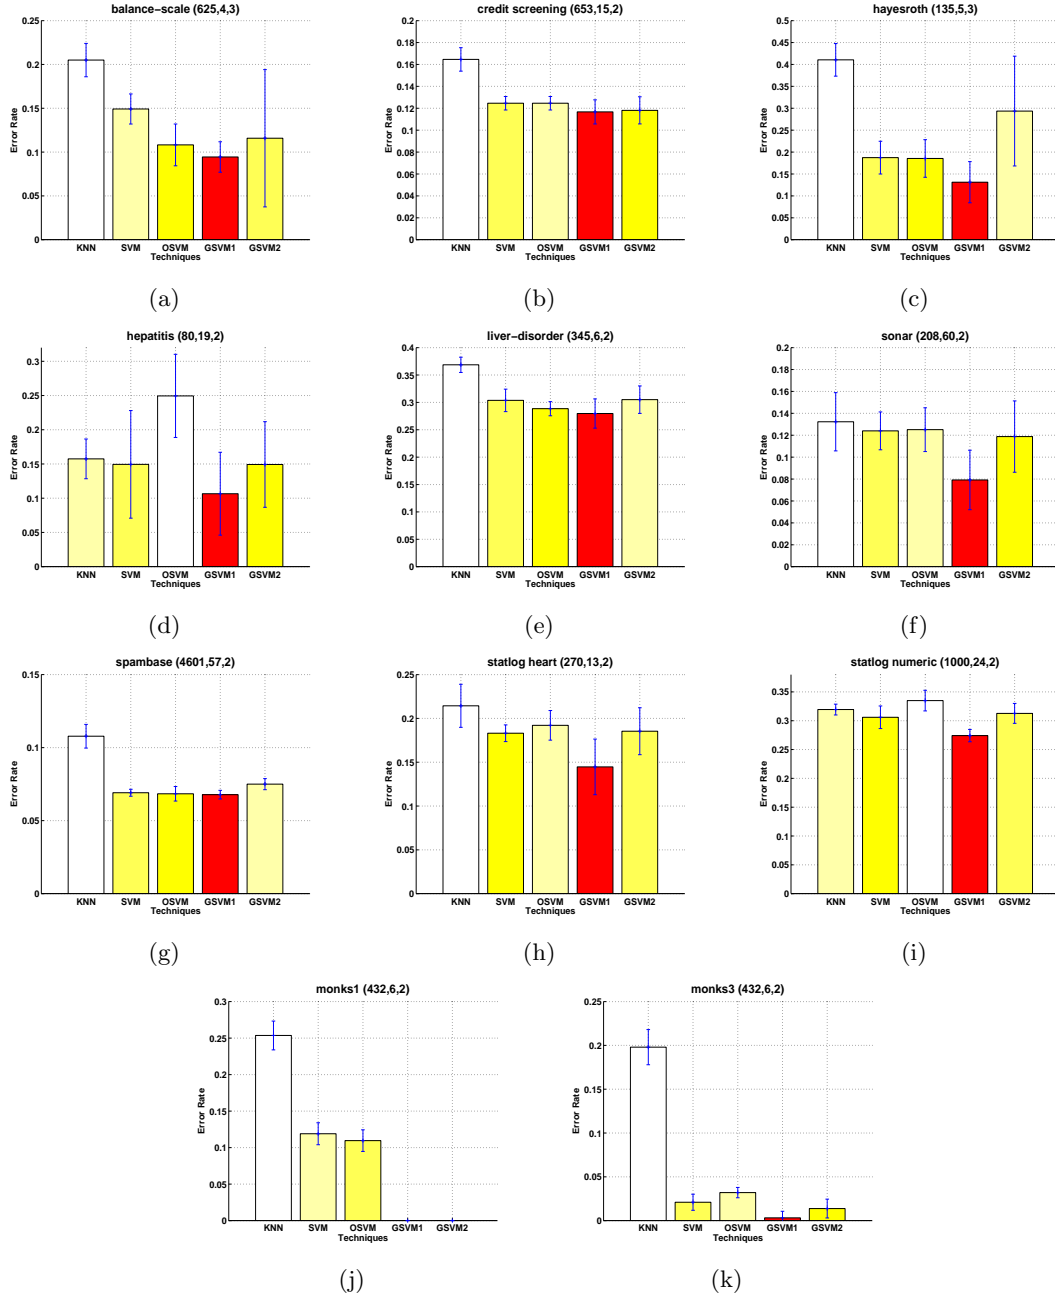 balance−scale (625,4,3)
0.25
0.2
0.15
0.1
0.05
0
Error Rate
KNN SVM OSVM GSVM1 GSVM2
Techniques
(a)
credit screening (653,15,2)
0.2
0.18
0.16
0.14
0.12
0.1
0.08
0.06
0.04
0.02
0
Error Rate
KNN SVM OSVM GSVM1 GSVM2
Techniques
(b)
hayesroth (135,5,3)
0.5
0.45
0.4
0.35
0.3
0.25
0.2
0.15
0.1
0.05
0
Error Rate
KNN SVM OSVM GSVM1 GSVM2
Techniques
(c)
hepatitis (80,19,2)
0.3
0.25
0.2
0.15
0.1
0.05
0
Error Rate
KNN SVM OSVM GSVM1 GSVM2
Techniques
(d)
liver−disorder (345,6,2)
0.4
0.35
0.3
0.25
0.2
0.15
0.1
0.05
0
Error Rate
KNN SVM OSVM GSVM1 GSVM2
Techniques
(e)
sonar (208,60,2)
0.2
0.18
0.16
0.14
0.12
0.1
0.08
0.06
0.04
0.02
0
Error Rate
KNN SVM OSVM GSVM1 GSVM2
Techniques
(f)
spambase (4601,57,2)
0.15
0.1
0.05
0
Error Rate
KNN SVM OSVM GSVM1 GSVM2
Techniques
(g)
statlog heart (270,13,2)
0.25
0.2
0.15
0.1
0.05
0
Error Rate
KNN SVM OSVM GSVM1 GSVM2
Techniques
(h)
statlog numeric (1000,24,2)
0.35
0.3
0.25
0.2
0.15
0.1
0.05
0
Error Rate
KNN SVM OSVM GSVM1 GSVM2
Techniques
(i)
monks1 (432,6,2)
0.3
0.25
0.2
0.15
0.1
0.05
0
Error Rate
KNN SVM OSVM GSVM1 GSVM2
Techniques
(j)
monks3 (432,6,2)
0.25
0.2
0.15
0.1
0.05
0
Error Rate
KNN SVM OSVM GSVM1 GSVM2
Techniques
(k)